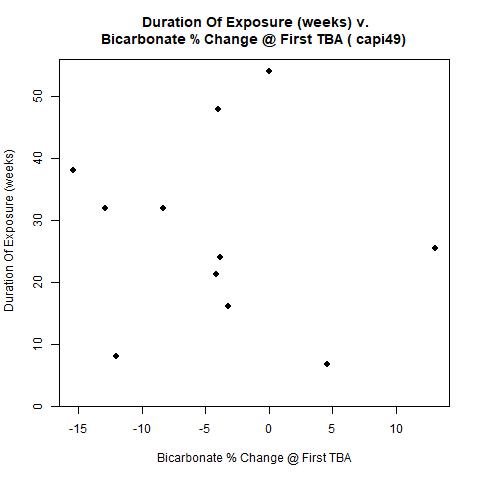 Duration Of Exposure (weeks) v.
Bicarbonate % Change @ First TBA ( capi49)
Duration Of Exposure (weeks)
50
40
30
20
10
0
-15 -10 -5 0 5 10
Bicarbonate % Change @ First TBA